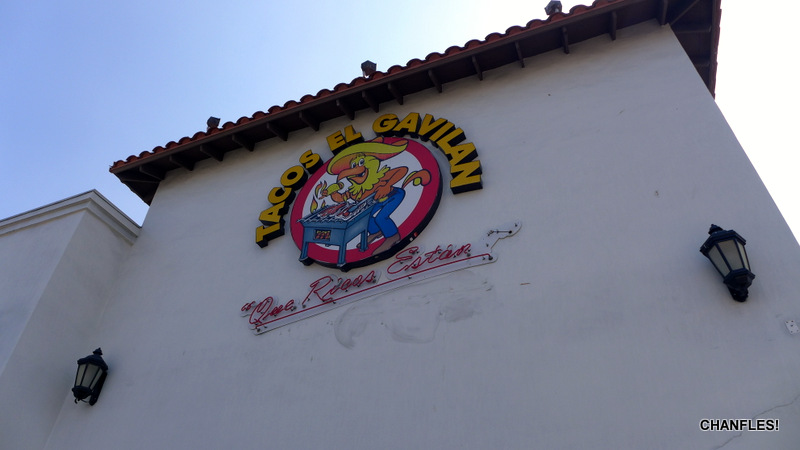 TACOS EL GAVILAN
"Que Ricos Están
CHANFLES!